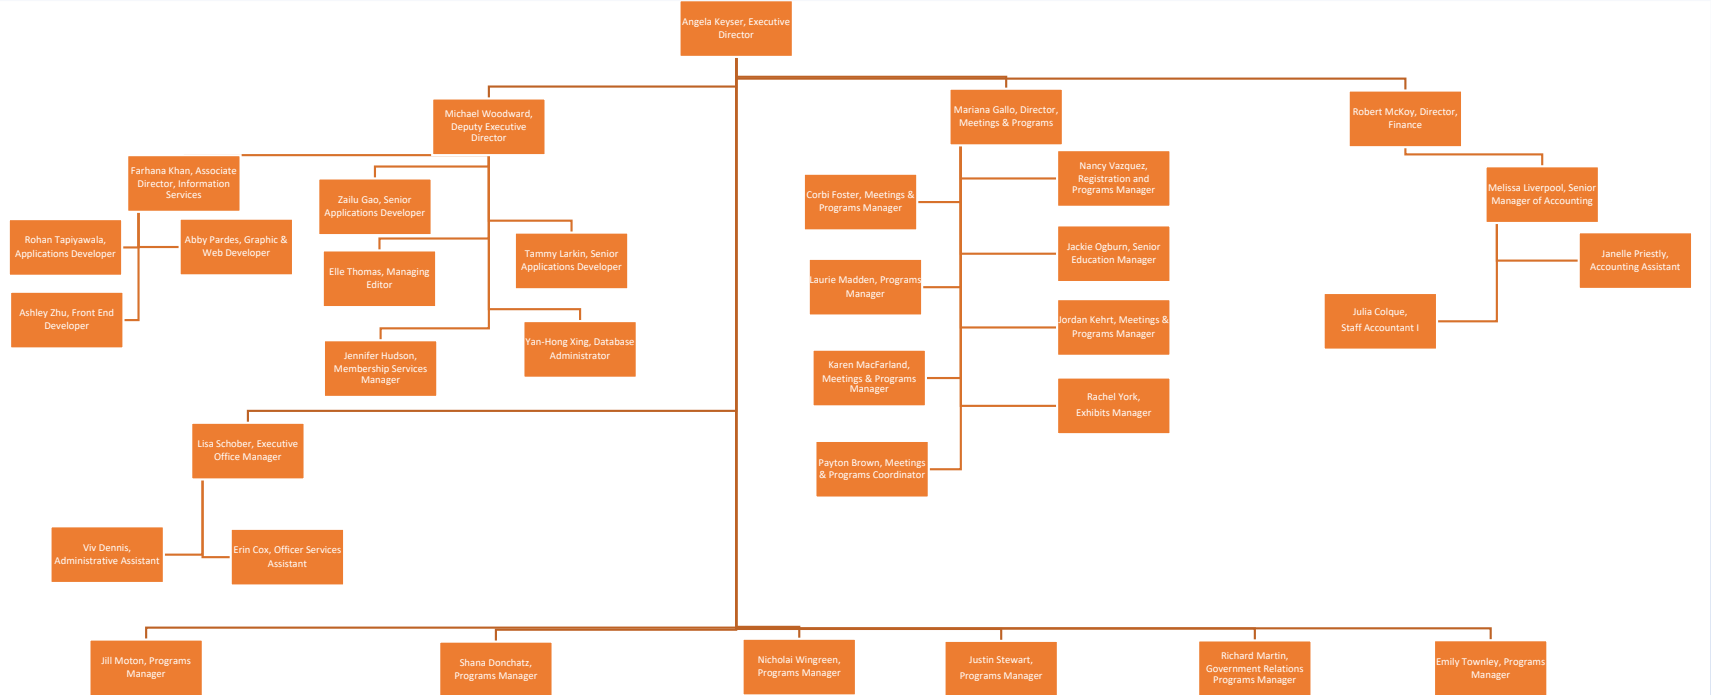 Angela Keyser, Executive
Director
Michael Woodward,
Deputy Executive
Director
Mariana Gallo, Director,
Meetings & Programs
Robert McKoy, Director,
Finance
Farhana Khan, Associate
Director, Information
Services
Zailu Gao, Senior
Applications Developer
Rohan Tapiyawala,
Applications Developer
Abby Pardes, Graphic &
Web Developer
Tammy Larkin, Senior
Applications Developer
Elle Thomas, Managing
Editor
Ashley Zhu, Front End
Developer
Jennifer Hudson,
Membership Services
Manager
Yan-Hong Xing, Database
Administrator
Nancy Vazquez,
Registration and
Programs Manager
Corbi Foster, Meetings &
Programs Manager
Jackie Ogburn, Senior
Education Manager
Laurie Madden, Programs
Manager
Jordan Kehrt, Meetings &
Programs Manager
Karen MacFarland,
Meetings & Programs
Manager
Rachel York,
Exhibits Manager
Payton Brown, Meetings
& Programs Coordinator
Melissa Liverpool, Senior
Manager of Accounting
Janelle Priestly,
Accounting Assistant
Julia Colque,
Staff Accountant I
Lisa Schober, Executive
Office Manager
Viv Dennis,
Administrative Assistant
Erin Cox, Officer Services
Assistant
Jill Moton, Programs
Manager
Shana Donchatz,
Programs Manager
Nicholai Wingreen,
Programs Manager
Justin Stewart,
Programs Manager
Richard Martin,
Government Relations
Programs Manager
Emily Townley, Programs
Manager